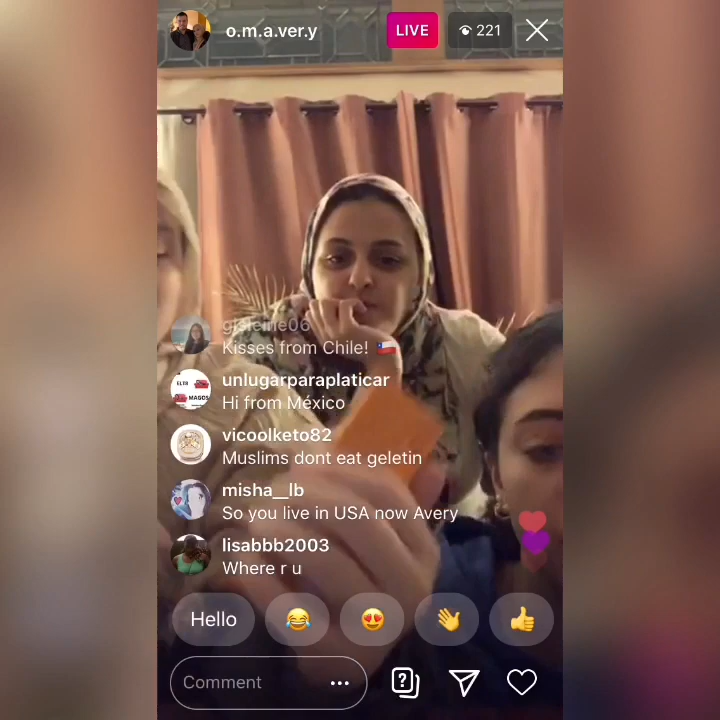 o.m.a.ver.y
LIVE
221
gisleine06
Kisses from Chile! 🇨🇱
unlugarparaplaticar
Hi from México
vicoolketo82
Muslims dont eat geletin
misha__lb
So you live in USA now Avery
lisabbb2003
Where r u
Hello
Comment